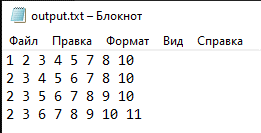 output.txt – Блокнот
Файл Правка Формат Вид Справка
1 2 3 4 5 7 8 10
2 3 4 5 6 7 8 10
2 3 5 6 7 8 9 10
2 3 6 7 8 9 10 11